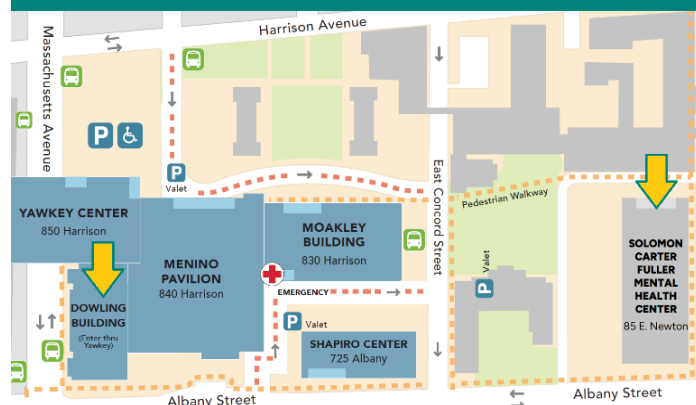 Harrison Avenue
Massachusetts Avenue
P
P
Valet
East Concord Street
Pedestrian Walkway
YAWKEY CENTER
850 Harrison
MENINO
PAVILION
840 Harrison
MOAKLEY
BUILDING
830 Harrison
EMERGENCY
DOWLING
BUILDING
(Enter thru
Yawkey)
P
Valet
SHAPIRO CENTER
725 Albany
Valet
P
SOLOMON
CARTER
FULLER
MENTAL
HEALTH
CENTER
85 E. Newton
Albany Street
Albany Street